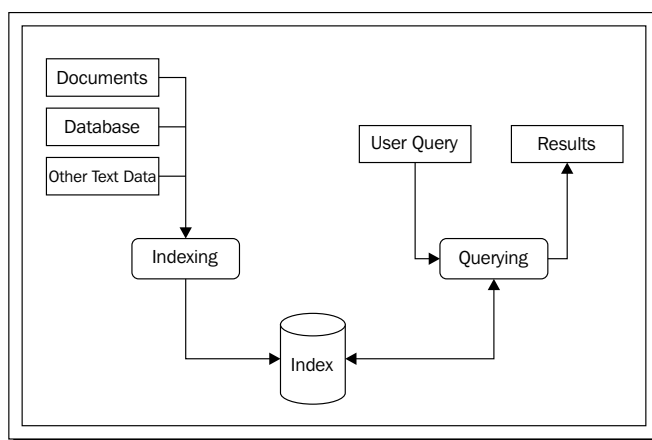 Documents
Database
Other Text Data
User Query
Results
Indexing
Querying
Index